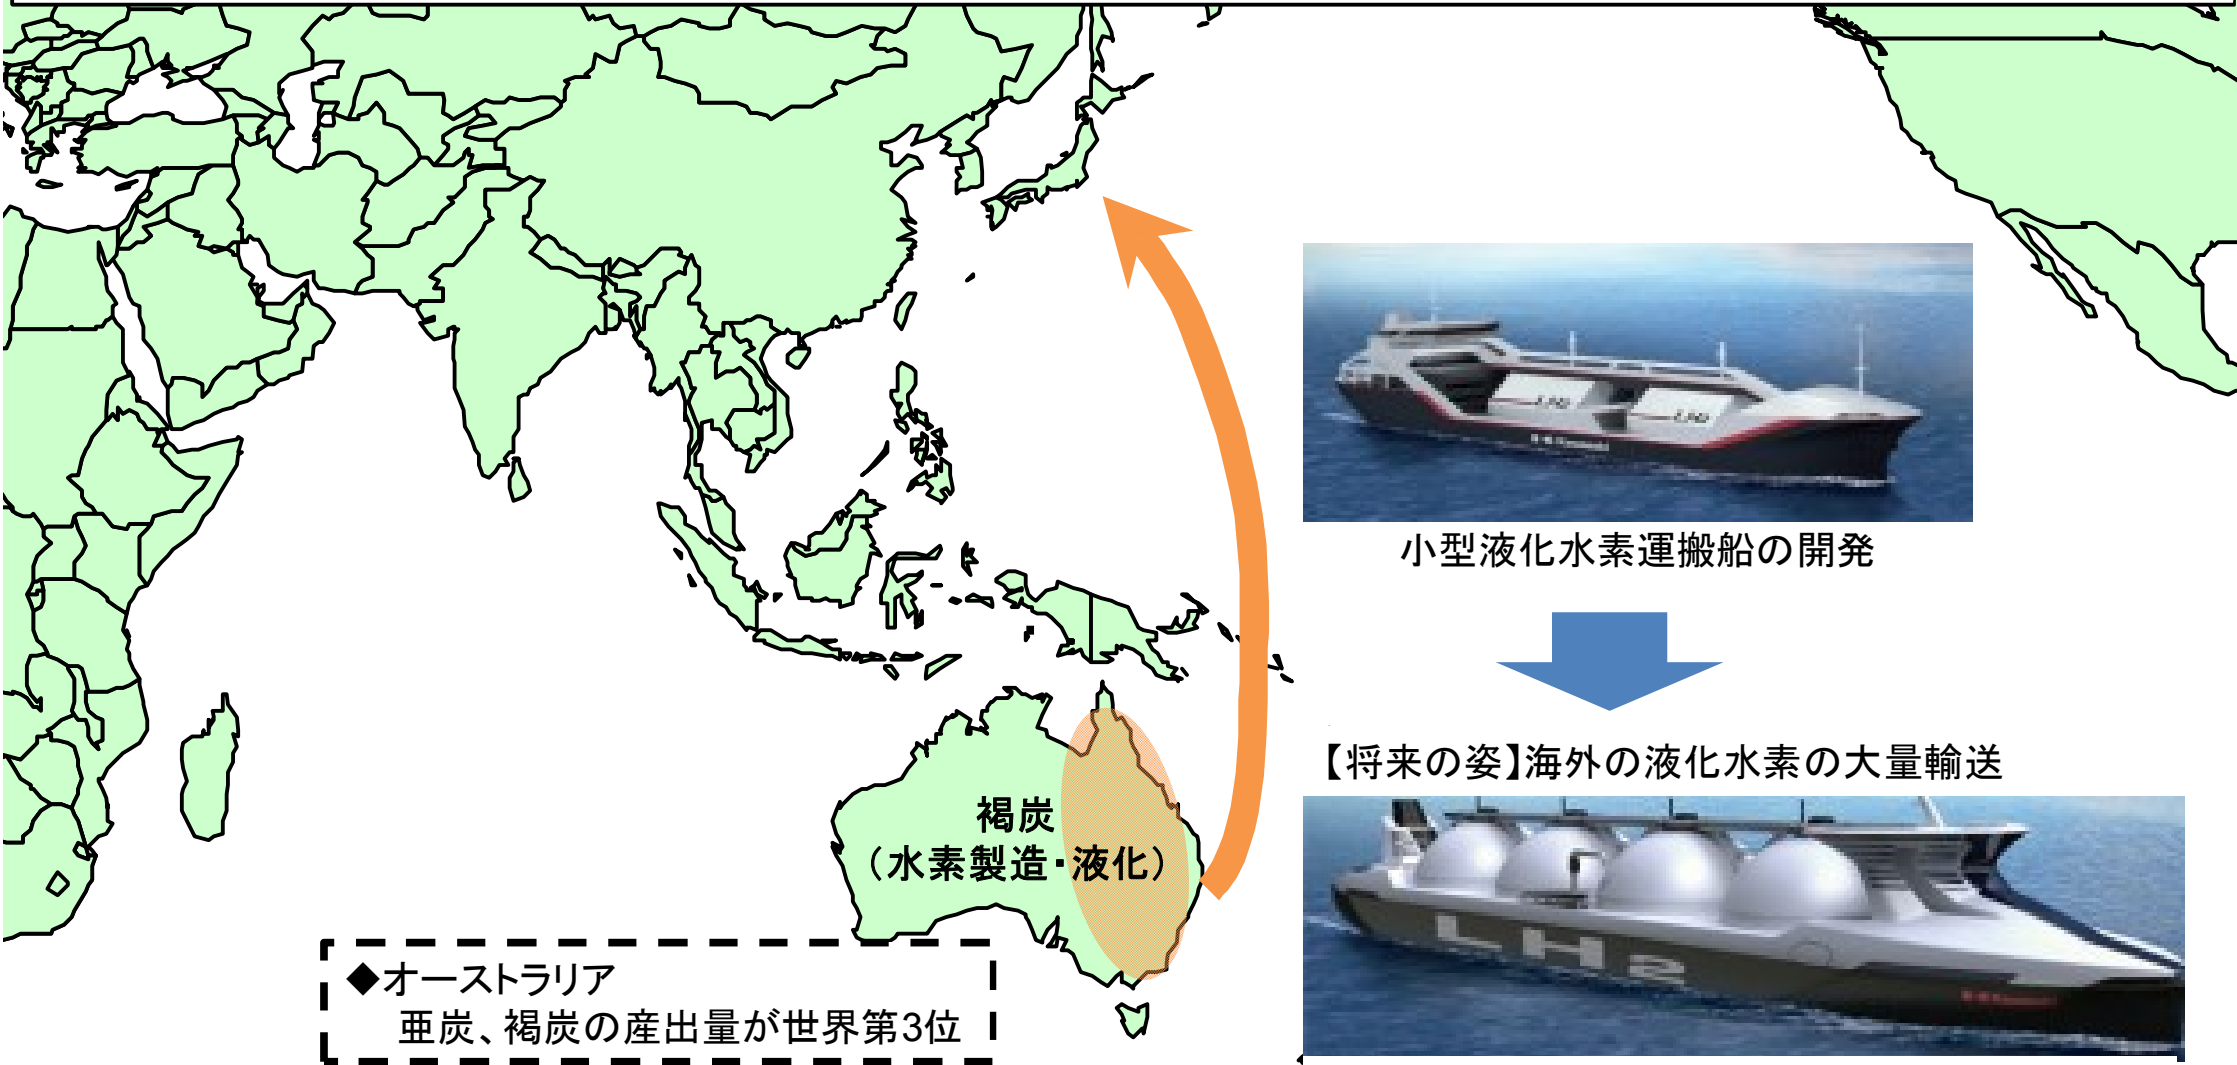 小型液化水素運搬船の開発
【将来の姿】海外の液化水素の大量輸送
褐炭
(水素製造・液化)
LH2
◆オーストラリア
亜炭、褐炭の産出量が世界第3位